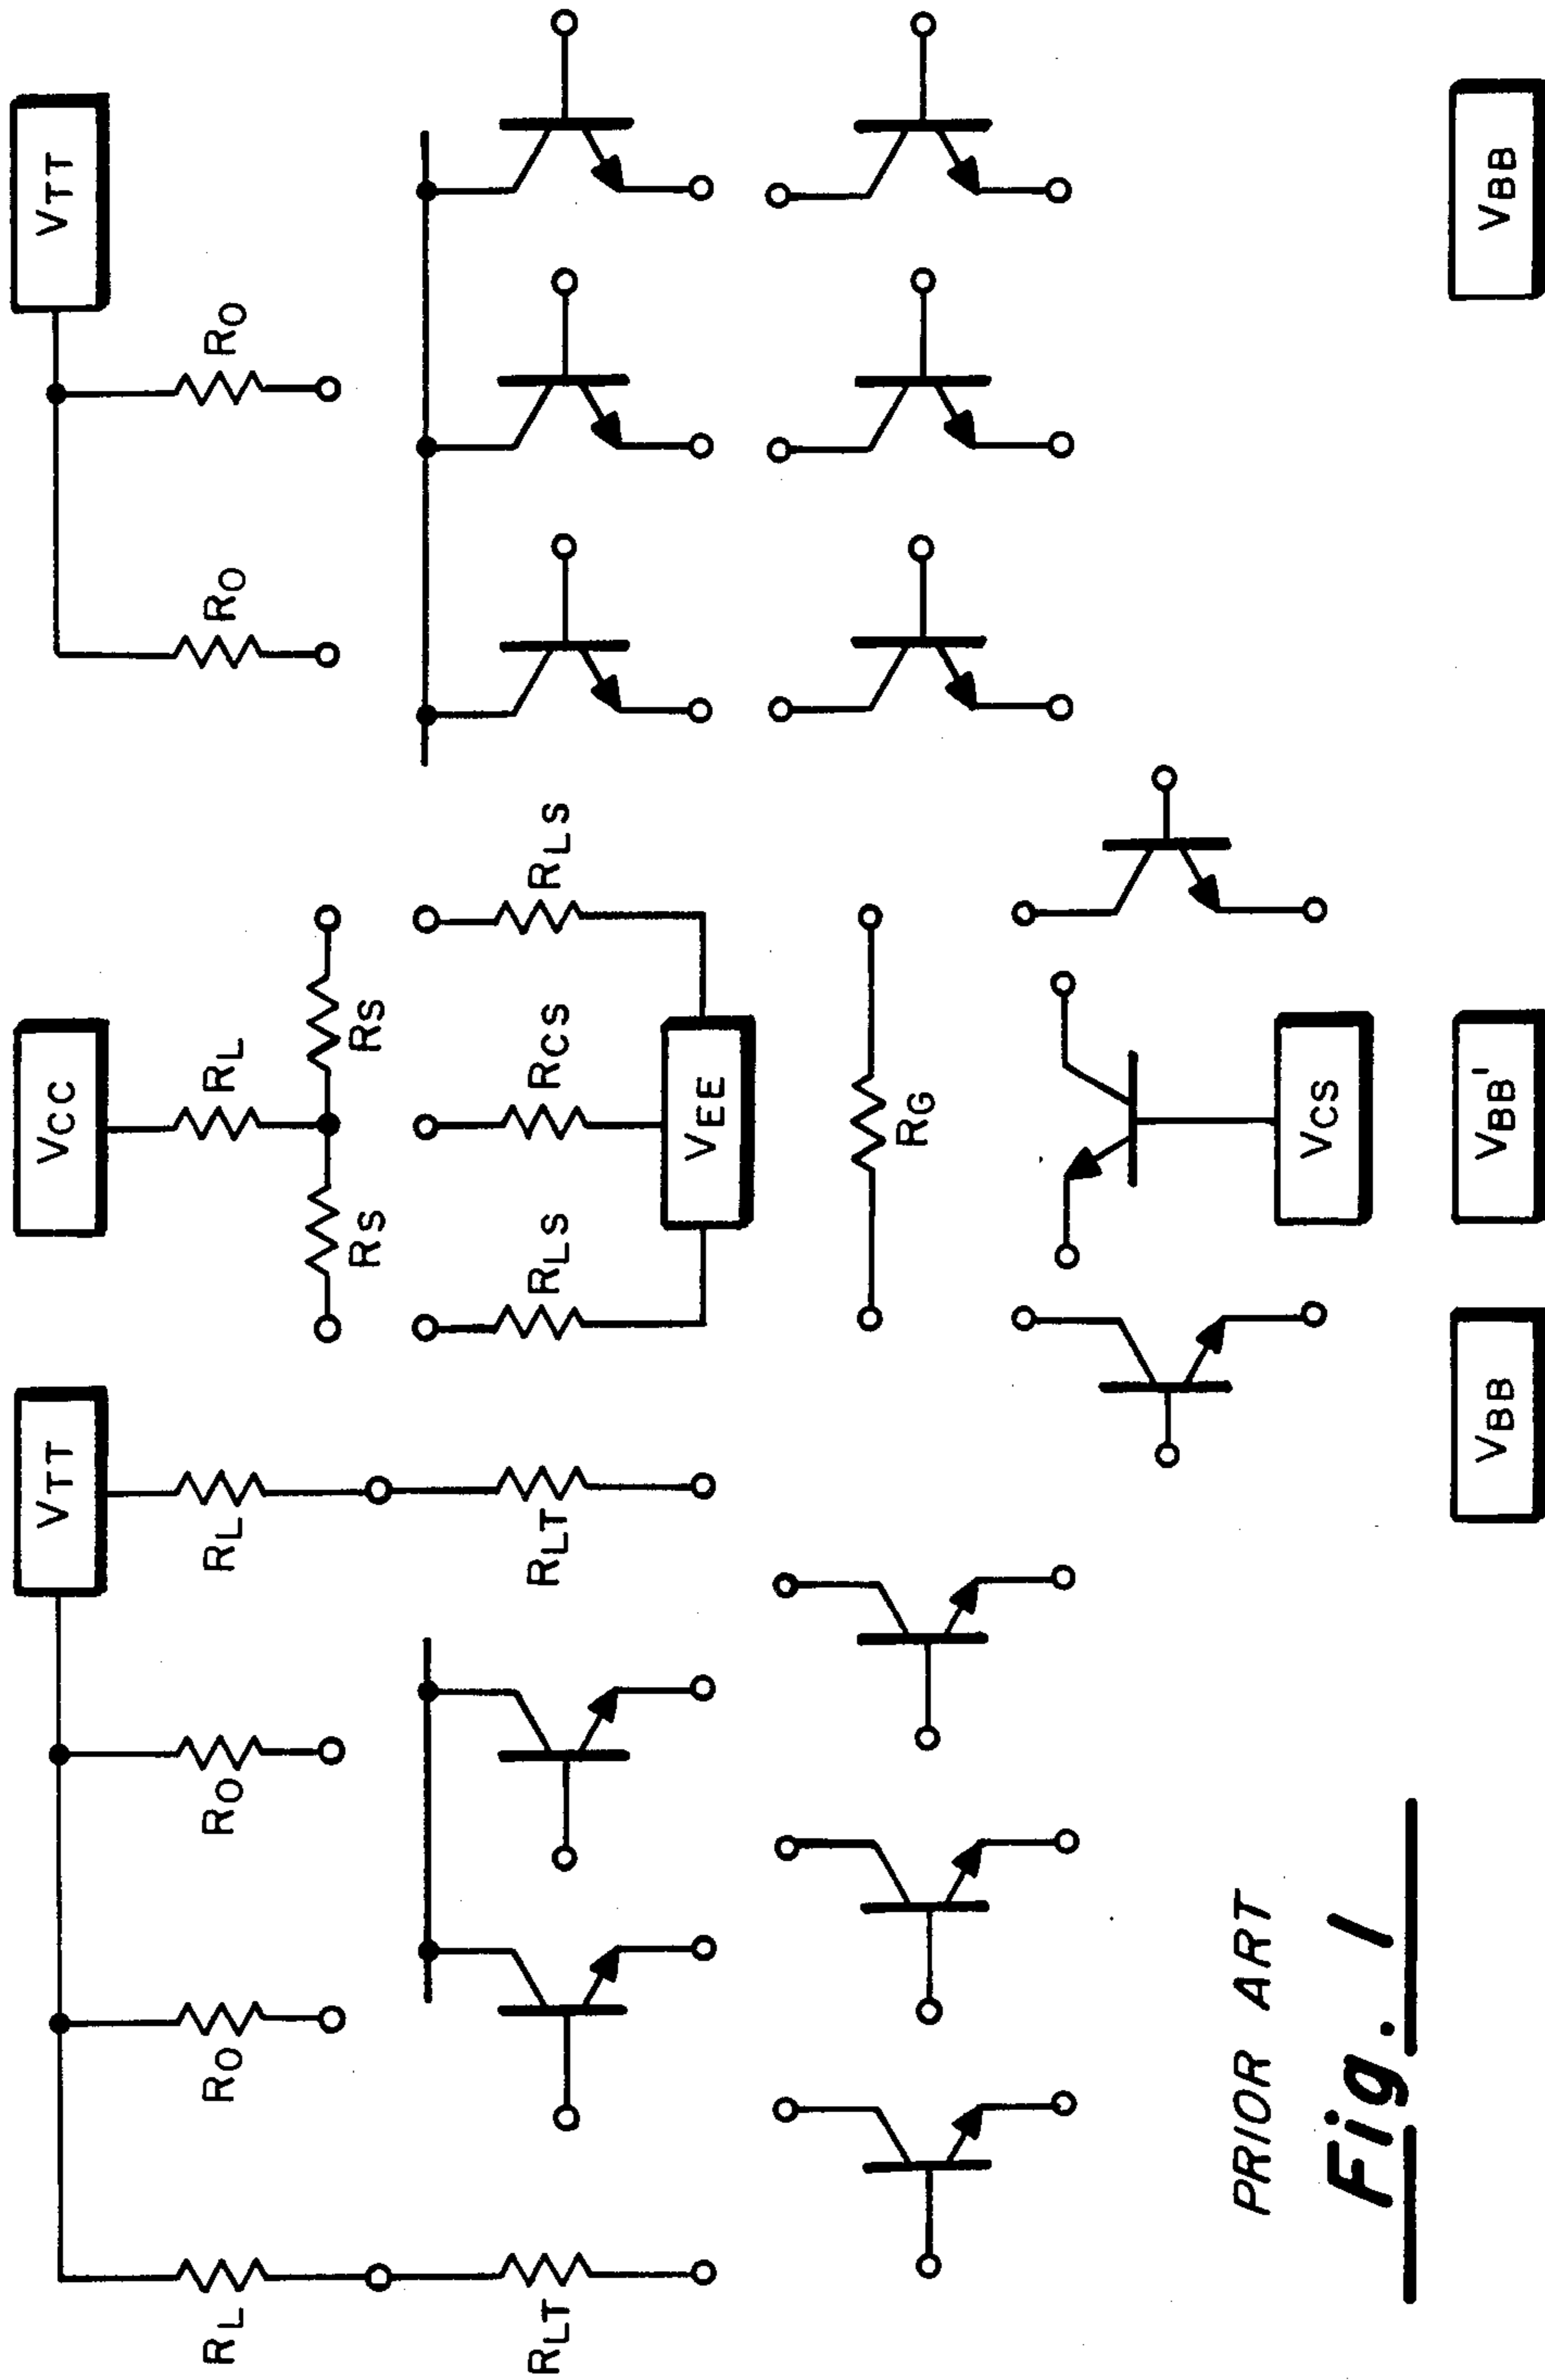 VTT
VCC
VTT
RL
RO
RO
RL
RL
RO
RO
RS
RS
RLT
RLT
RLS
RCS
RLS
VEE
RG
PRIOR ART
VCS
Fig. 1
VBB
VBB'
VBB